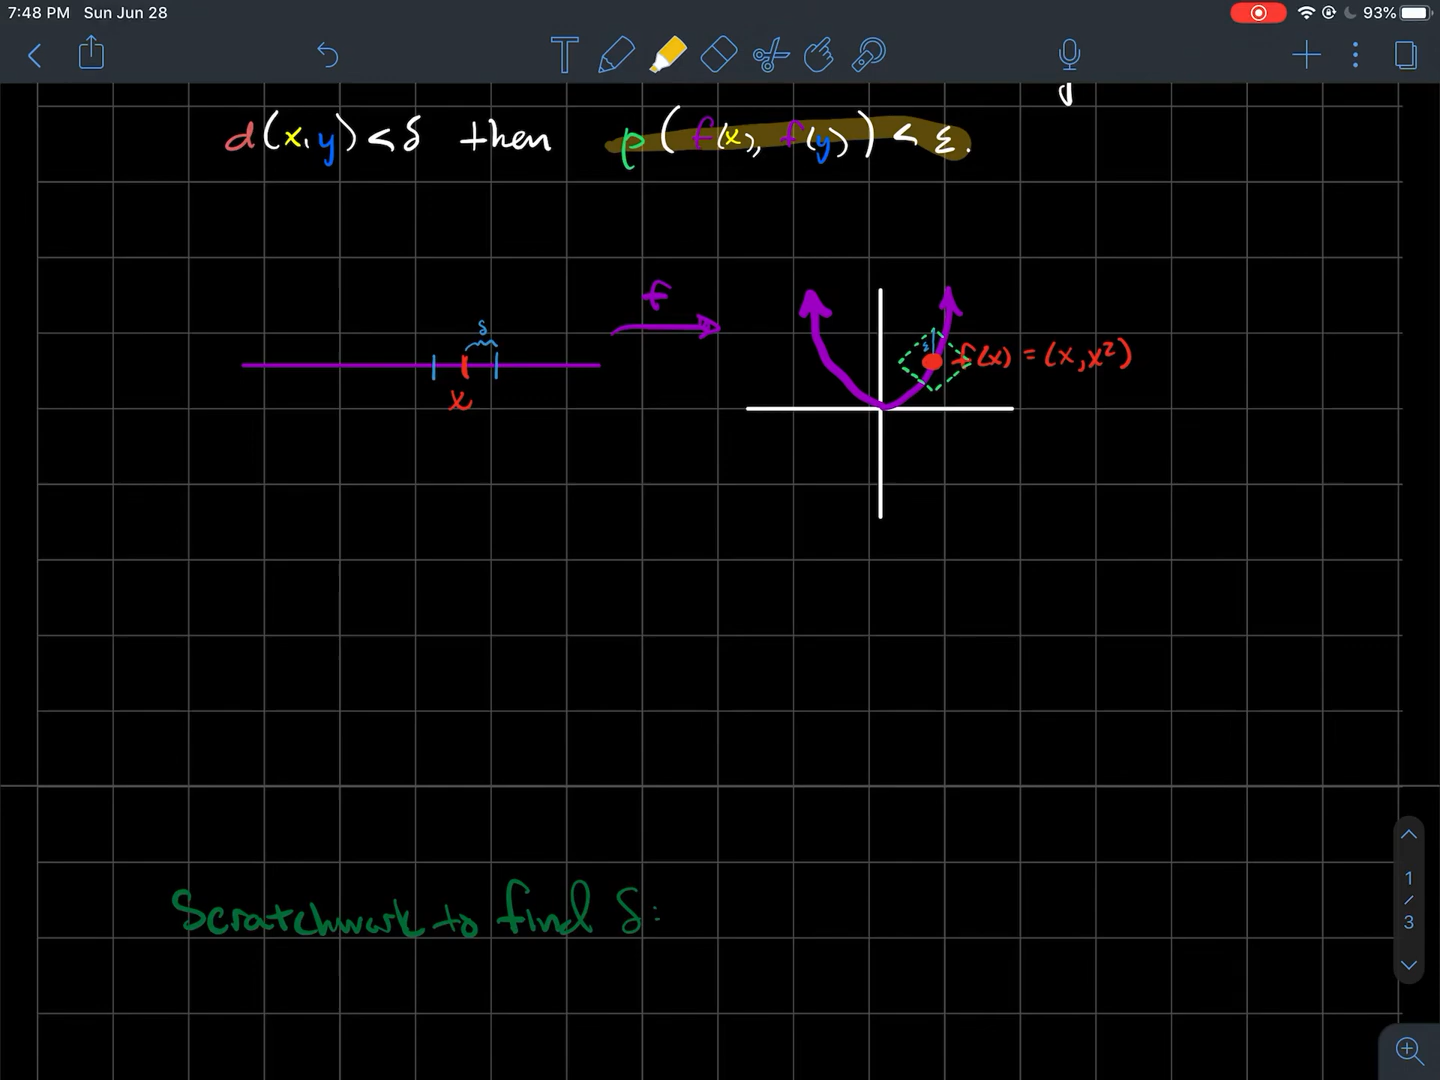 7:48 PM Sun Jun 28
93%
T
d(x,y) < δ then p(f(x), f(y)) < ε.
f
δ
x
ε
f(x) = (x, x²)
Scratchwork to find δ:
1
/
3